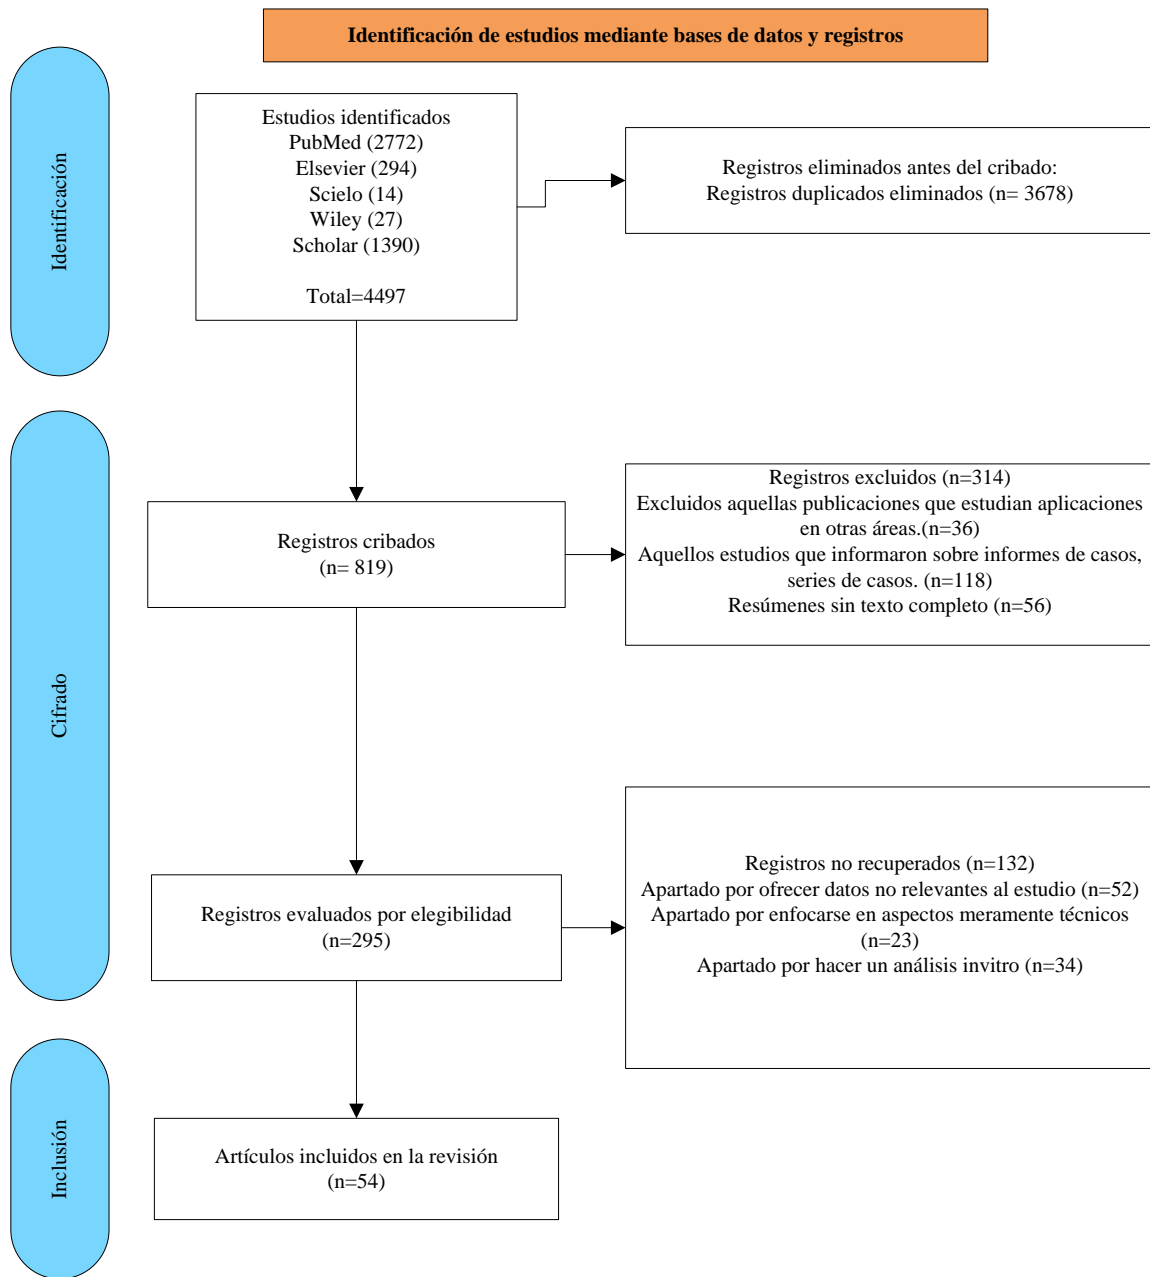 Identificación de estudios mediante bases de datos y registros
Identificación
Estudios identificados
PubMed (2772)
Elsevier (294)
Scielo (14)
Wiley (27)
Scholar (1390)
Total=4497
Registros eliminados antes del cribado:
Registros duplicados eliminados (n= 3678)
Cifrado
Registros cribados
(n= 819)
Registros excluidos (n=314)
Excluidos aquellas publicaciones que estudian aplicaciones
en otras áreas.(n=36)
Aquellos estudios que informaron sobre informes de casos,
series de casos. (n=118)
Resúmenes sin texto completo (n=56)
Registros evaluados por elegibilidad
(n=295)
Registros no recuperados (n=132)
Apartado por ofrecer datos no relevantes al estudio (n=52)
Apartado por enfocarse en aspectos meramente técnicos
(n=23)
Apartado por hacer un análisis invitro (n=34)
Inclusión
Artículos incluidos en la revisión
(n=54)